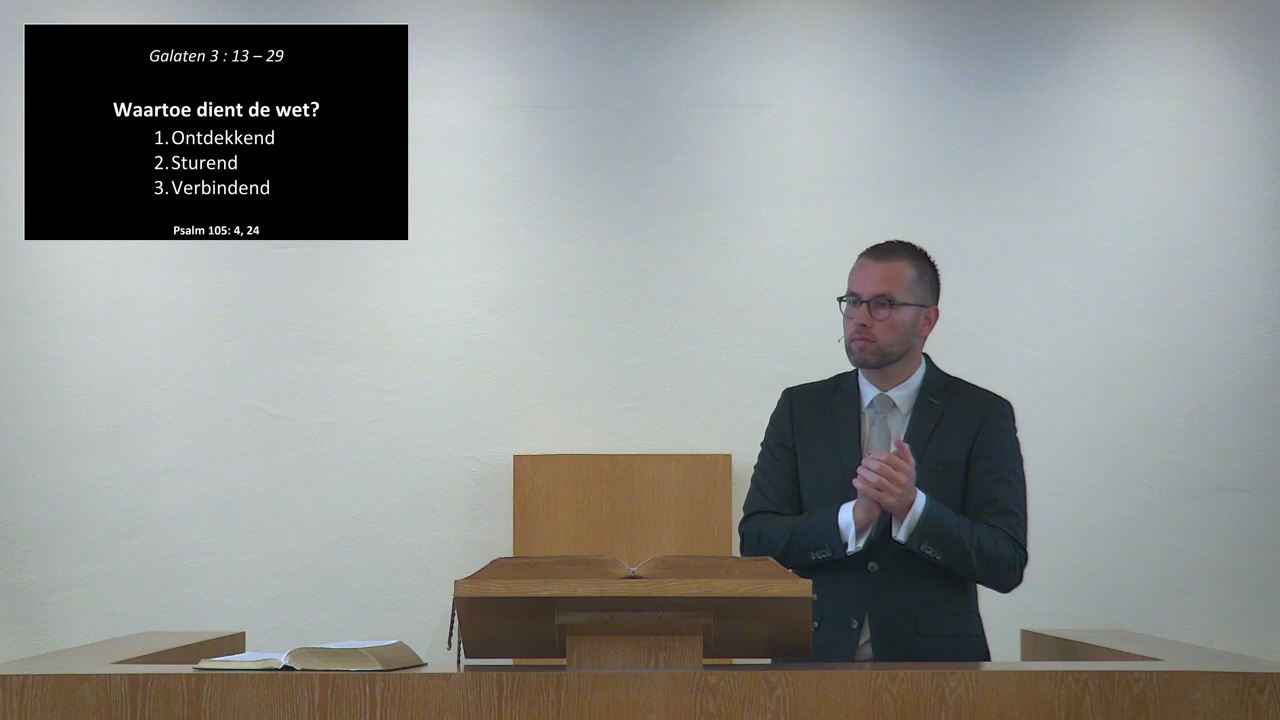 Galaten 3 : 13 – 29
Waartoe dient de wet?
1. Ontdekkend
2. Sturend
3. Verbindend
Psalm 105: 4, 24